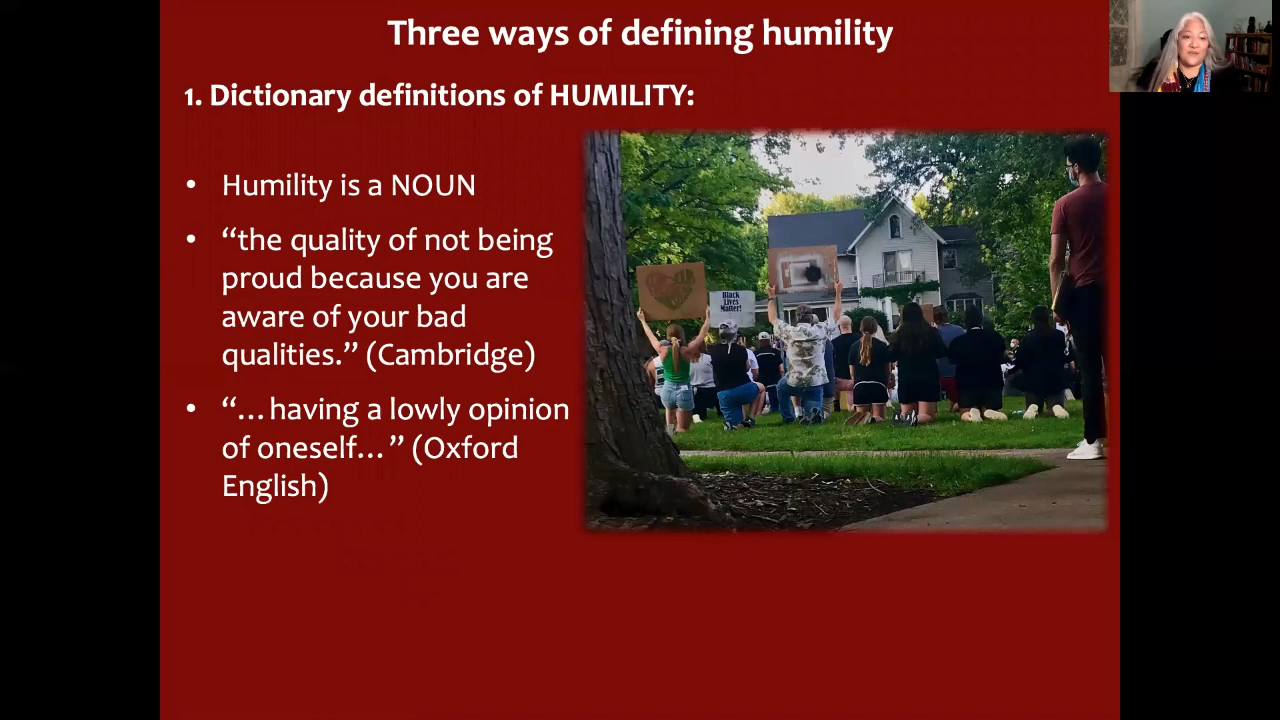 Three ways of defining humility
1. Dictionary definitions of HUMILITY:
• Humility is a NOUN
• “the quality of not being
proud because you are
aware of your bad
qualities.” (Cambridge)
• “…having a lowly opinion
of oneself…” (Oxford
English)
Black
Lives
Matter!